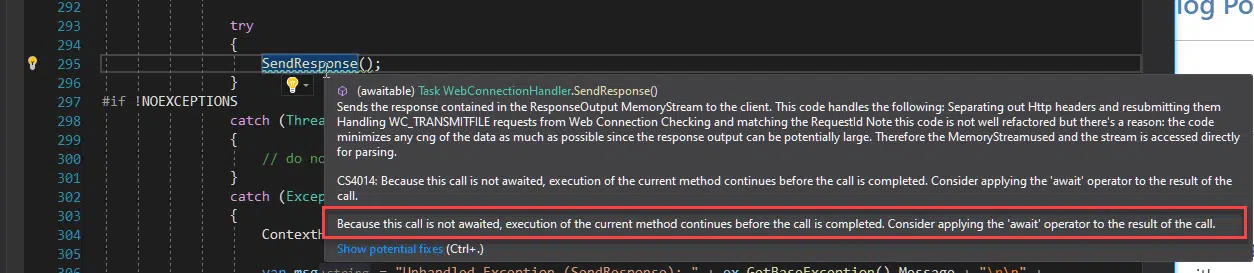 292
log Po
293 try
294 {
295 SendResponse();
296 }
297 #if !NOEXCEPTIONS
298 catch (Threa
299 {
300 // do no
301 }
302 catch (Excep
303 {
304 ContextH
305
306 var msg:string = "Unhandled Exception (SendResponse): " + ex.GetBaseException().Message + "\r\n" +
(awaitable) Task WebConnectionHandler.SendResponse()
Sends the response contained in the ResponseOutput MemoryStream to the client. This code handles the following: Separating out Http headers and resubmitting them
Handling WC_TRANSMITFILE requests from Web Connection Checking and matching the RequestId Note this code is not well refactored but there's a reason: the code
minimizes any cng of the data as much as possible since the response output can be potentially large. Therefore the MemoryStreamused and the stream is accessed directly
for parsing.
CS4014: Because this call is not awaited, execution of the current method continues before the call is completed. Consider applying the 'await' operator to the result of the
call.
Because this call is not awaited, execution of the current method continues before the call is completed. Consider applying the 'await' operator to the result of the call.
Show potential fixes (Ctrl+.)